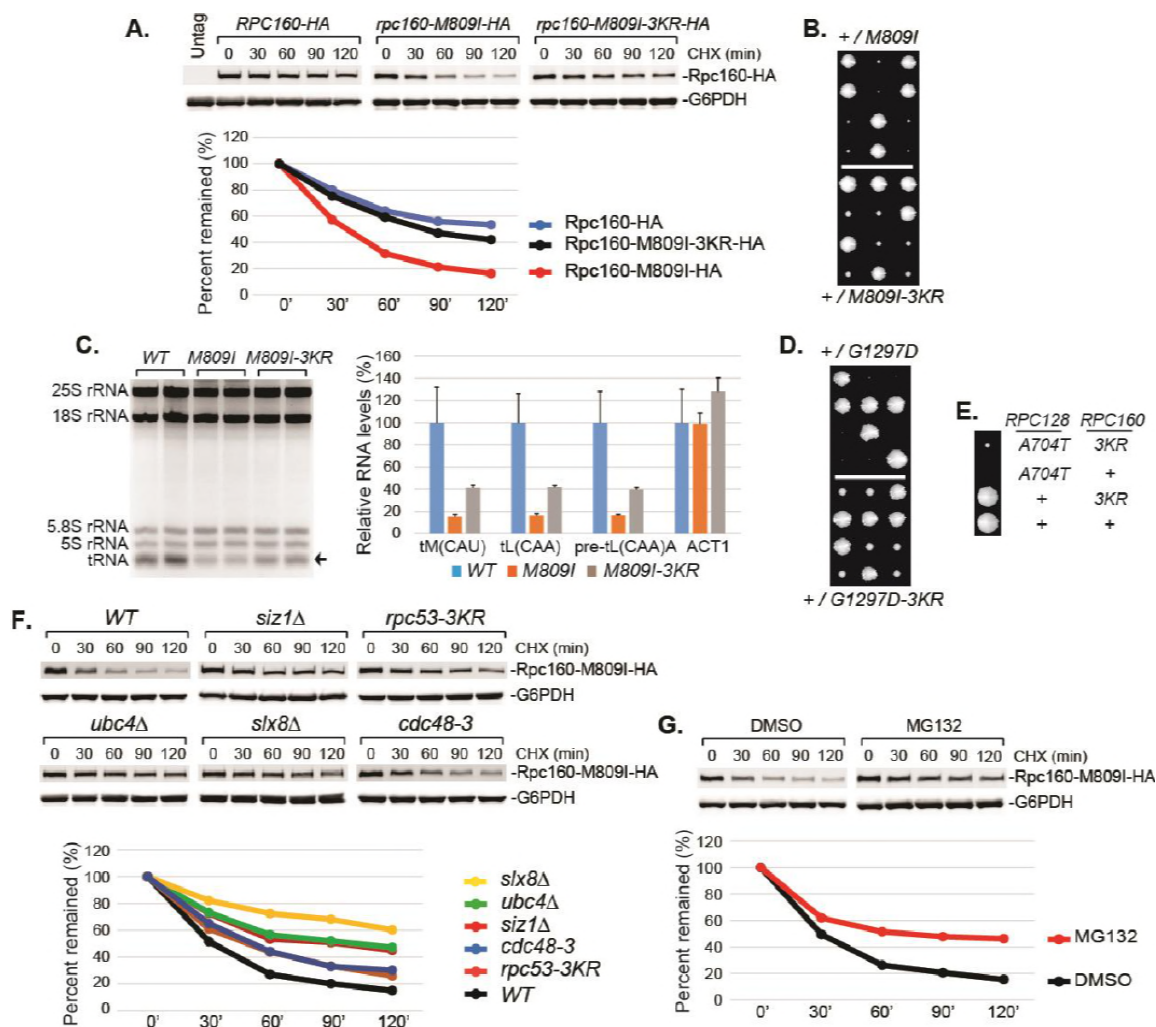 A.
Untag
RPC160-HA
rpc160-M809I-HA
rpc160-M809I-3KR-HA
0 30 60 90 120 0 30 60 90 120 0 30 60 90 120 CHX (min)
-Rpc160-HA
-G6PDH
Percent remained (%)
120
100
80
60
40
20
0
0' 30' 60' 90' 120'
Rpc160-HA
Rpc160-M809I-3KR-HA
Rpc160-M809I-HA
B.
+ / M809I
+ / M809I-3KR
C.
WT M809I M809I-3KR
25S rRNA
18S rRNA
5.8S rRNA
5S rRNA
tRNA
Relative RNA levels (%)
160
140
120
100
80
60
40
20
0
tM(CAU) tL(CAA) pre-tL(CAA)A ACT1
WT M809I M809I-3KR
D.
+ / G1297D
+ / G1297D-3KR
E.
RPC128 RPC160
A704T 3KR
A704T +
+ 3KR
+ +
F.
WT siz1Δ rpc53-3KR
0 30 60 90 120 0 30 60 90 120 0 30 60 90 120 CHX (min)
-Rpc160-M809I-HA
-G6PDH
ubc4Δ slx8Δ cdc48-3
0 30 60 90 120 0 30 60 90 120 0 30 60 90 120 CHX (min)
-Rpc160-M809I-HA
-G6PDH
Percent remained (%)
120
100
80
60
40
20
0
0' 30' 60' 90' 120'
slx8Δ
ubc4Δ
siz1Δ
cdc48-3
rpc53-3KR
WT
G.
DMSO MG132
0 30 60 90 120 0 30 60 90 120 CHX (min)
-Rpc160-M809I-HA
-G6PDH
Percent remained (%)
120
100
80
60
40
20
0
0' 30' 60' 90' 120'
MG132
DMSO